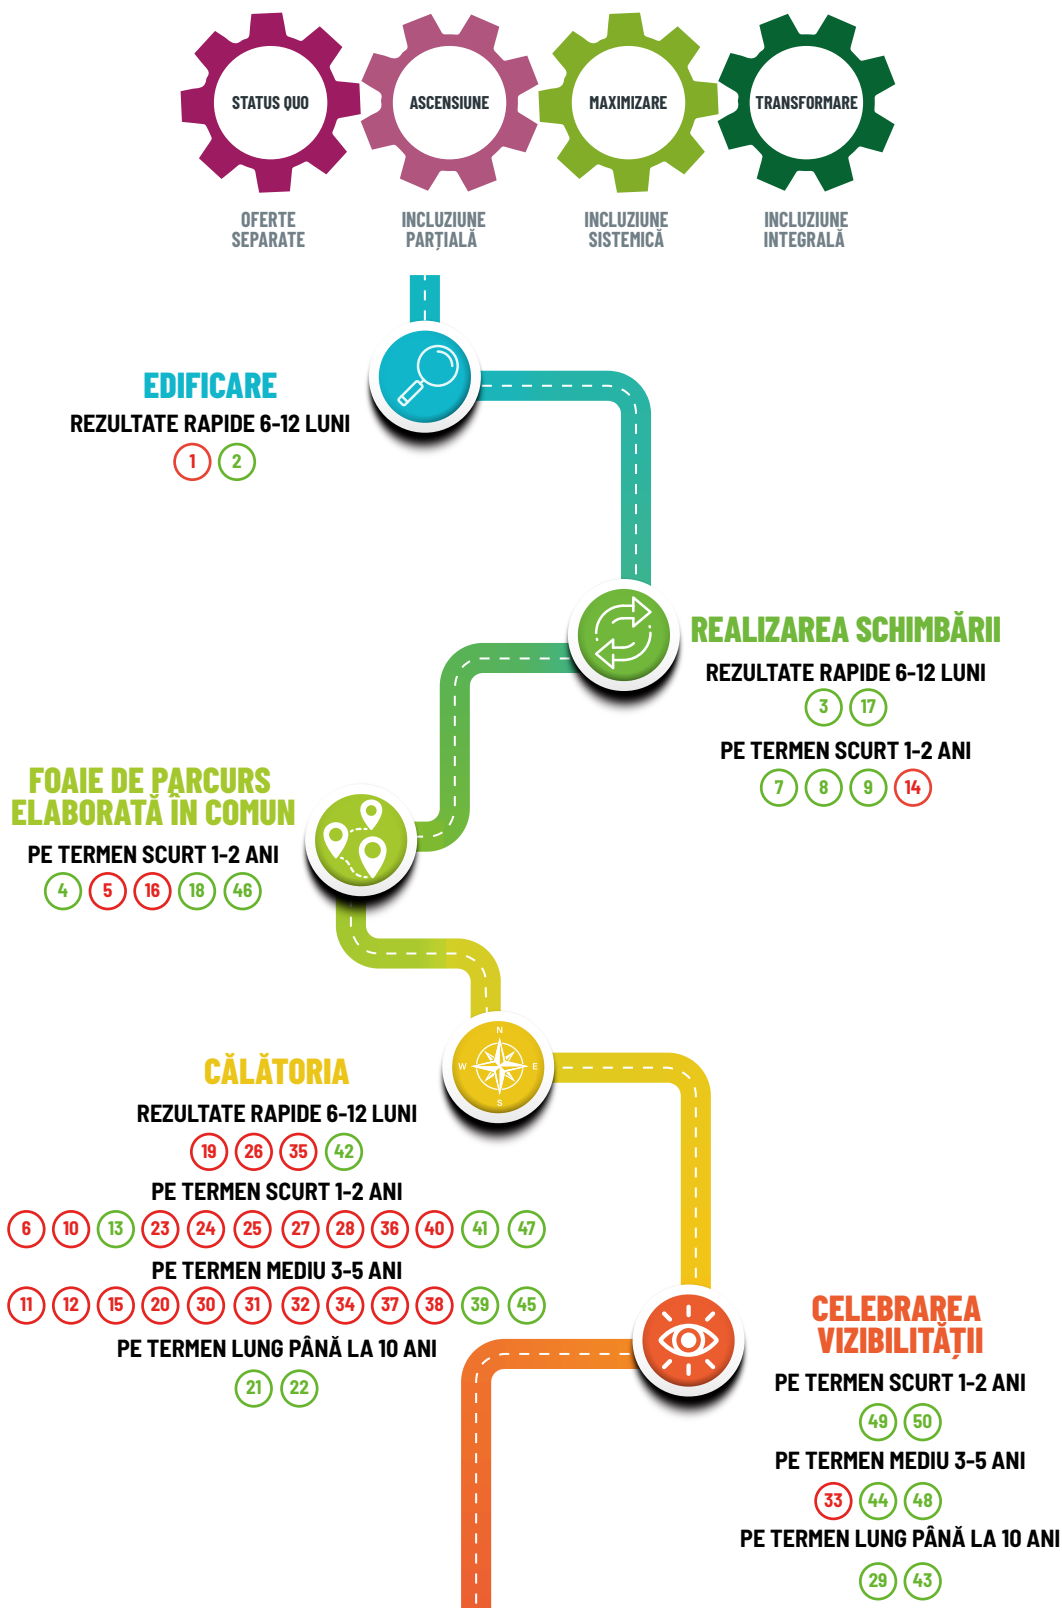 STATUS QUO
ASCENSIUNE
MAXIMIZARE
TRANSFORMARE
OFERTE
SEPARATE
INCLUZIUNE
PARȚIALĂ
INCLUZIUNE
SISTEMICĂ
INCLUZIUNE
INTEGRALĂ
EDIFICARE
REZULTATE RAPIDE 6-12 LUNI
1 2
REALIZAREA SCHIMBĂRII
REZULTATE RAPIDE 6-12 LUNI
3 17
PE TERMEN SCURT 1-2 ANI
7 8 9 14
FOAIE DE PARCURS
ELABORATĂ ÎN COMUN
PE TERMEN SCURT 1-2 ANI
4 5 16 18 46
N
W E
S
CĂLĂTORIA
REZULTATE RAPIDE 6-12 LUNI
19 26 35 42
PE TERMEN SCURT 1-2 ANI
6 10 13 23 24 25 27 28 36 40 41 47
PE TERMEN MEDIU 3-5 ANI
11 12 15 20 30 31 32 34 37 38 39 45
PE TERMEN LUNG PÂNĂ LA 10 ANI
21 22
CELEBRAREA
VIZIBILITĂȚII
PE TERMEN SCURT 1-2 ANI
49 50
PE TERMEN MEDIU 3-5 ANI
33 44 48
PE TERMEN LUNG PÂNĂ LA 10 ANI
29 43